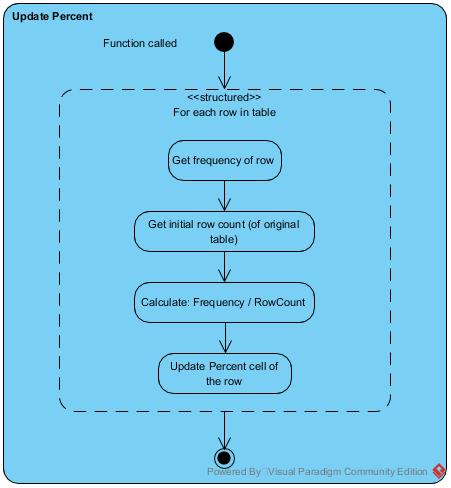 Update Percent
Function called
<<structured>>
For each row in table
Get frequency of row
Get initial row count (of original
table)
Calculate: Frequency / RowCount
Update Percent cell of
the row
Powered By Visual Paradigm Community Edition